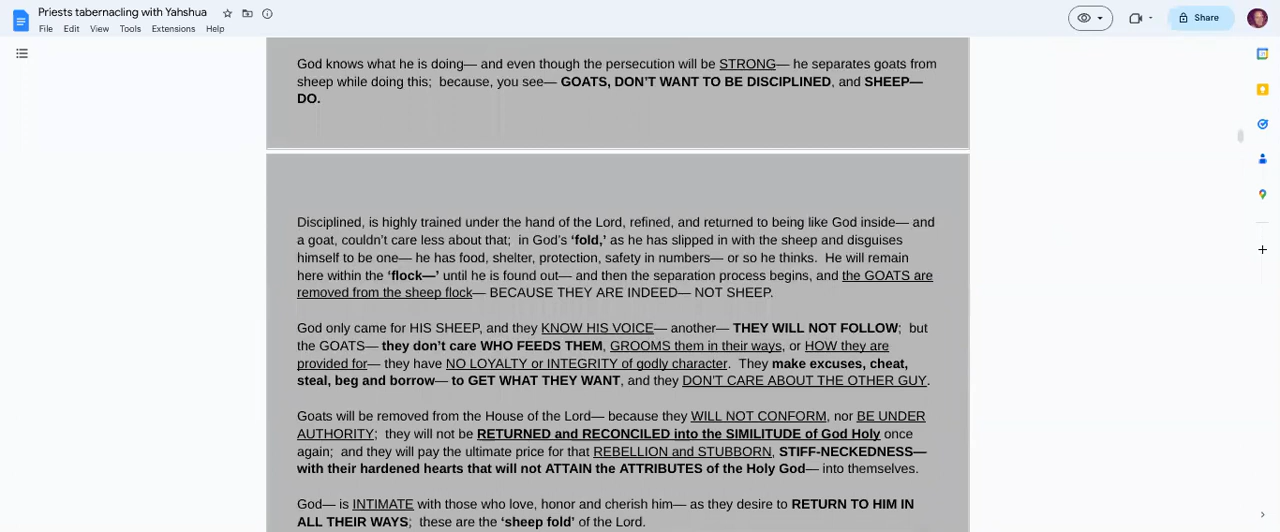 Priests tabernacling with Yahshua
File Edit View Tools Extensions Help
Share
God knows what he is doing— and even though the persecution will be STRONG— he separates goats from
sheep while doing this;  because, you see— GOATS, DON'T WANT TO BE DISCIPLINED, and SHEEP—
DO.
Disciplined, is highly trained under the hand of the Lord, refined, and returned to being like God inside— and
a goat, couldn't care less about that;  in God's 'fold,' as he has slipped in with the sheep and disguises
himself to be one— he has food, shelter, protection, safety in numbers— or so he thinks.  He will remain
here within the 'flock—' until he is found out— and then the separation process begins, and the GOATS are
removed from the sheep flock— BECAUSE THEY ARE INDEED— NOT SHEEP.
God only came for HIS SHEEP, and they KNOW HIS VOICE— another— THEY WILL NOT FOLLOW;  but
the GOATS— they don't care WHO FEEDS THEM, GROOMS them in their ways, or HOW they are
provided for— they have NO LOYALTY or INTEGRITY of godly character.  They make excuses, cheat,
steal, beg and borrow— to GET WHAT THEY WANT, and they DON'T CARE ABOUT THE OTHER GUY.
Goats will be removed from the House of the Lord— because they WILL NOT CONFORM, nor BE UNDER
AUTHORITY;  they will not be RETURNED and RECONCILED into the SIMILITUDE of God Holy once
again;  and they will pay the ultimate price for that REBELLION and STUBBORN, STIFF-NECKEDNESS—
with their hardened hearts that will not ATTAIN the ATTRIBUTES of the Holy God— into themselves.
God— is INTIMATE with those who love, honor and cherish him— as they desire to RETURN TO HIM IN
ALL THEIR WAYS;  these are the 'sheep fold' of the Lord.